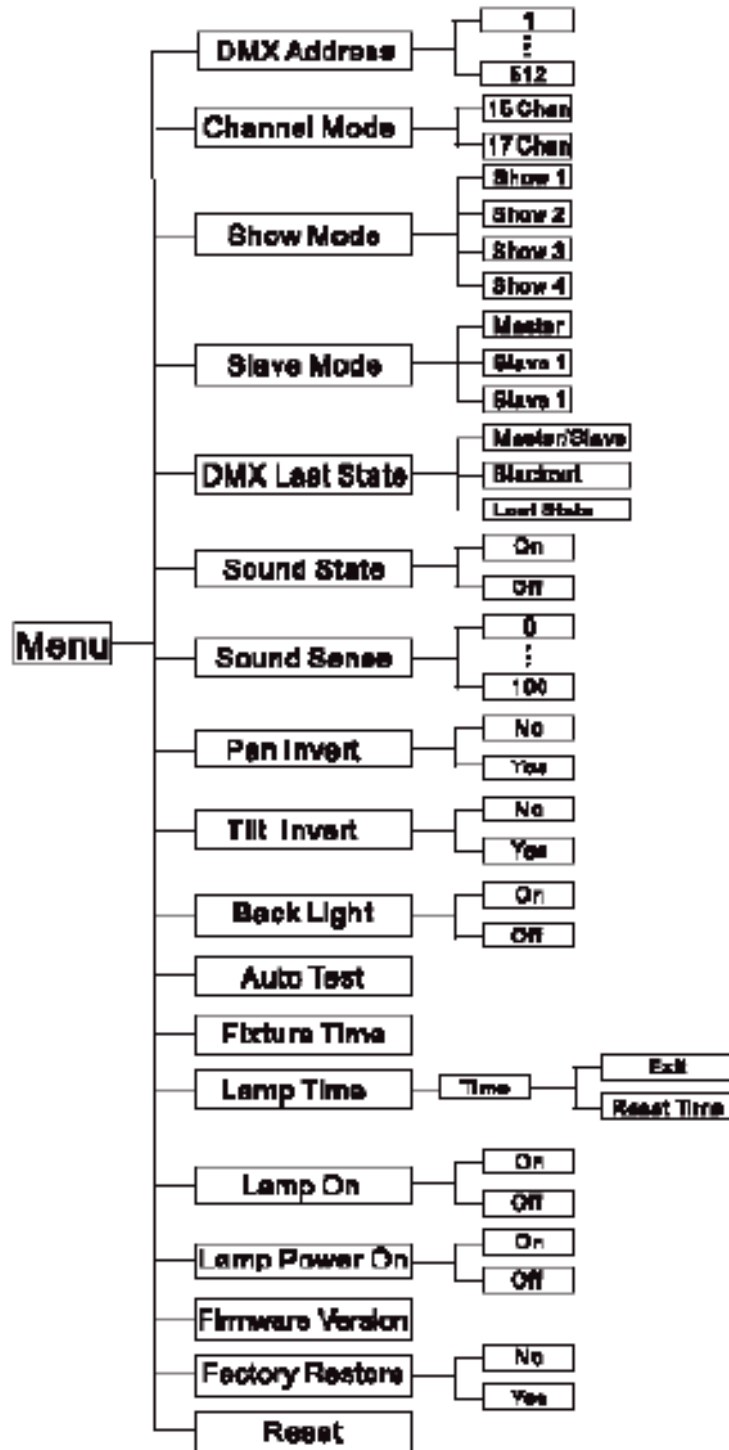 Menu
DMX Address
1
512
Channel Mode
15 Chan
17 Chan
Show Mode
Show 1
Show 2
Show 3
Show 4
Slave Mode
Master
Slave 1
Slave 1
DMX Last State
Master/Slave
Blackout
Last State
Sound State
On
Off
Sound Sense
0
100
Pan Invert
No
Yes
Tilt Invert
No
Yes
Back Light
On
Off
Auto Test
Fixture Time
Lamp Time
Time
Exit
Reset Time
Lamp On
On
Off
Lamp Power On
On
Off
Firmware Version
Factory Restore
No
Yes
Reset